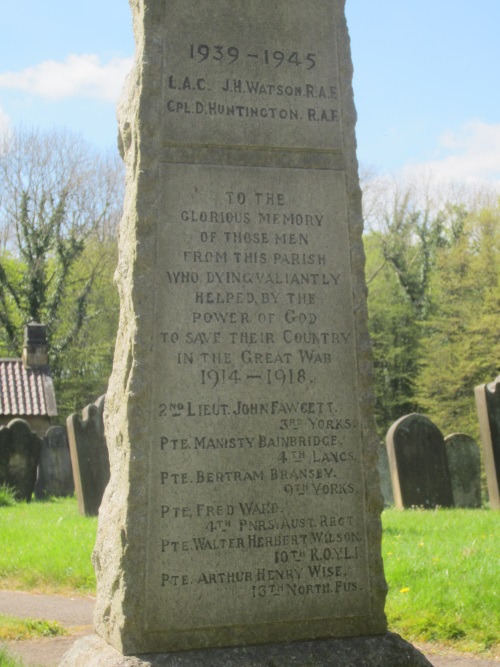 1939-1945
L.A.C. J.H. WATSON. R.A.F.
CPL. D. HUNTINGTON. R.A.F.
TO THE
GLORIOUS MEMORY
OF THOSE MEN
FROM THIS PARISH
WHO, DYING VALIANTLY
HELPED, BY THE
POWER OF GOD
TO SAVE THEIR COUNTRY
IN THE GREAT WAR
1914-1918.
2ND LIEUT. JOHN FAWCETT.
3RD YORKS.
PTE. MANISTY BAINBRIDGE.
4TH LANCS.
PTE. BERTRAM BRANSBY.
9TH YORKS
PTE. FRED WARD.
4TH PNRS. AUST. REGT.
PTE. WALTER HERBERT WILSON.
10TH K.O.Y.L.I
PTE. ARTHUR HENRY WISE.
13TH NORTH. FUS.